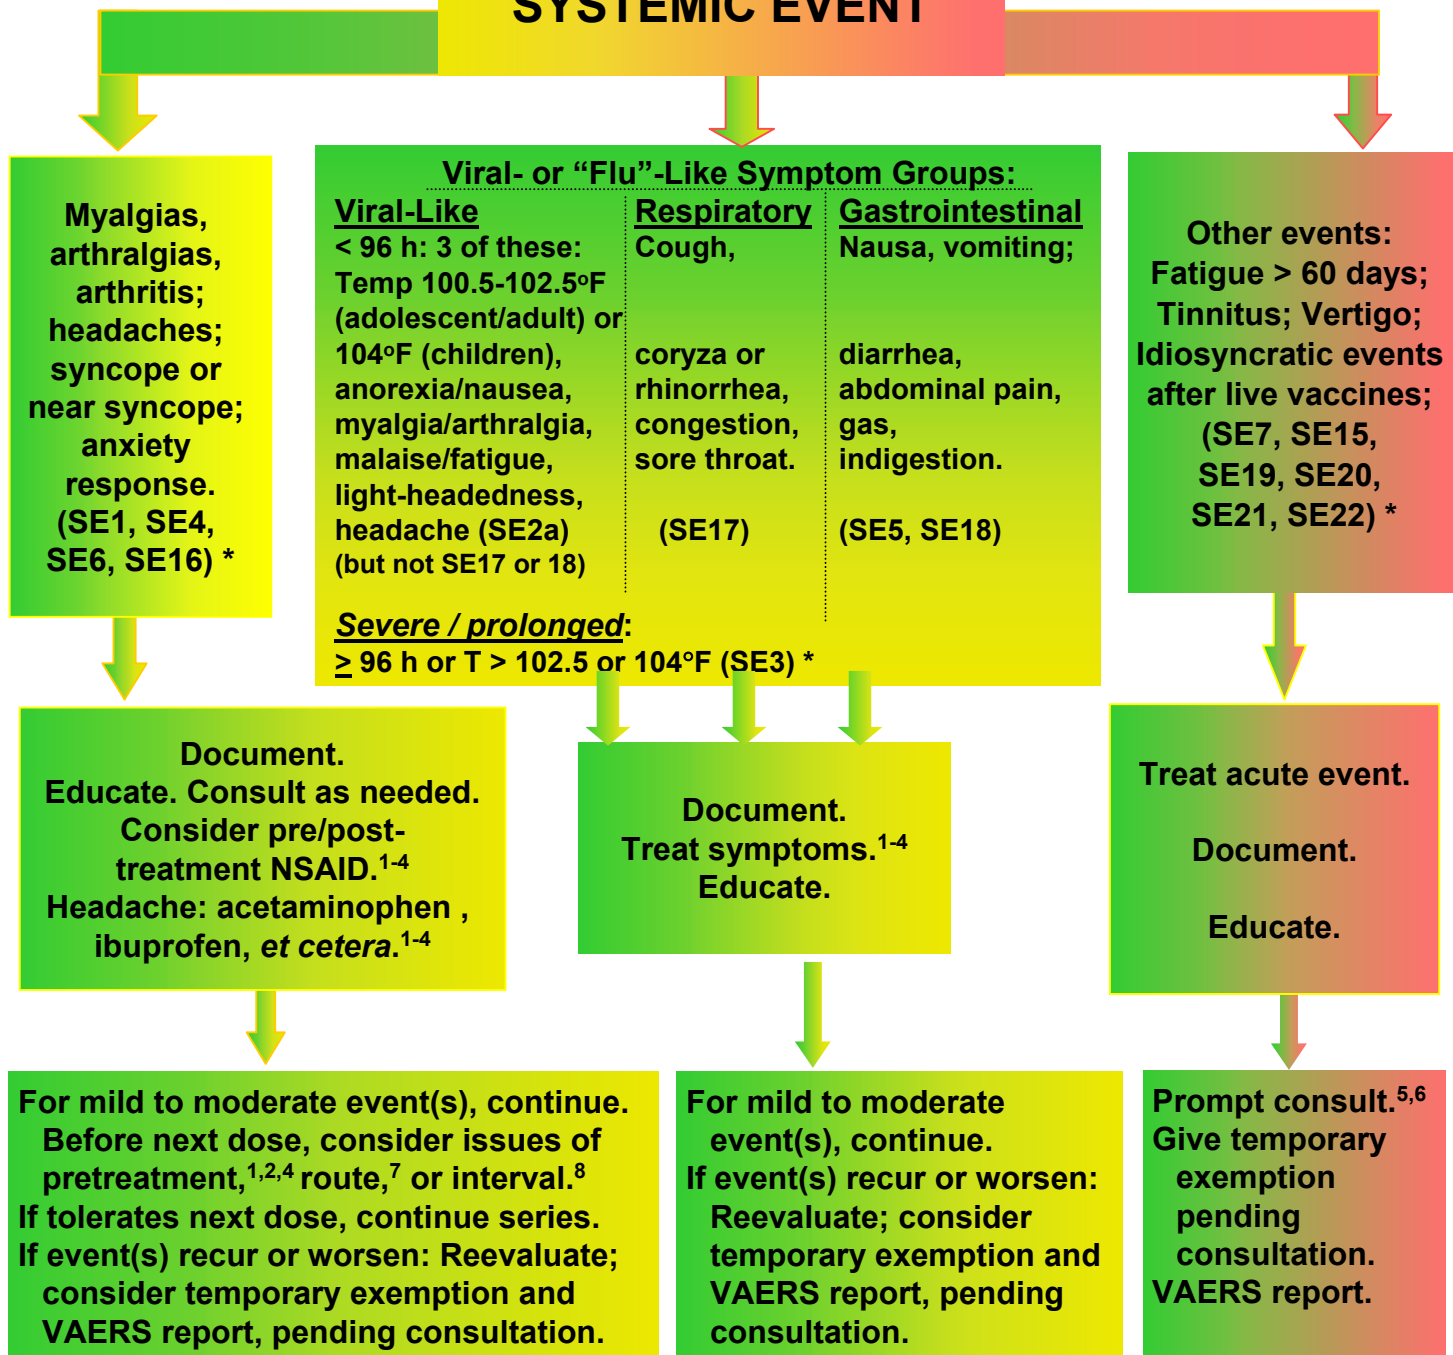 SYSTEMIC EVENT
Myalgias,
arthralgias,
arthritis;
headaches;
syncope or
near syncope;
anxiety
response.
(SE1, SE4,
SE6, SE16) *
Viral- or “Flu”-Like Symptom Groups:
Viral-Like
< 96 h: 3 of these:
Temp 100.5-102.5ºF
(adolescent/adult) or
104ºF (children),
anorexia/nausea,
myalgia/arthralgia,
malaise/fatigue,
light-headedness,
headache (SE2a)
(but not SE17 or 18)
Respiratory
Cough,
coryza or
rhinorrhea,
congestion,
sore throat.
(SE17)
Gastrointestinal
Nausa, vomiting;
diarrhea,
abdominal pain,
gas,
indigestion.
(SE5, SE18)
Severe / prolonged:
≥ 96 h or T > 102.5 or 104°F (SE3) *
Other events:
Fatigue > 60 days;
Tinnitus; Vertigo;
Idiosyncratic events
after live vaccines;
(SE7, SE15,
SE19, SE20,
SE21, SE22) *
Document.
Educate. Consult as needed.
Consider pre/post-
treatment NSAID.1-4
Headache: acetaminophen ,
ibuprofen, et cetera.1-4
Document.
Treat symptoms.1-4
Educate.
Treat acute event.
Document.
Educate.
For mild to moderate event(s), continue.
Before next dose, consider issues of
pretreatment,1,2,4 route,7 or interval.8
If tolerates next dose, continue series.
If event(s) recur or worsen: Reevaluate;
consider temporary exemption and
VAERS report, pending consultation.
For mild to moderate
event(s), continue.
If event(s) recur or worsen:
Reevaluate; consider
temporary exemption and
VAERS report, pending
consultation.
Prompt consult.5,6
Give temporary
exemption
pending
consultation.
VAERS report.